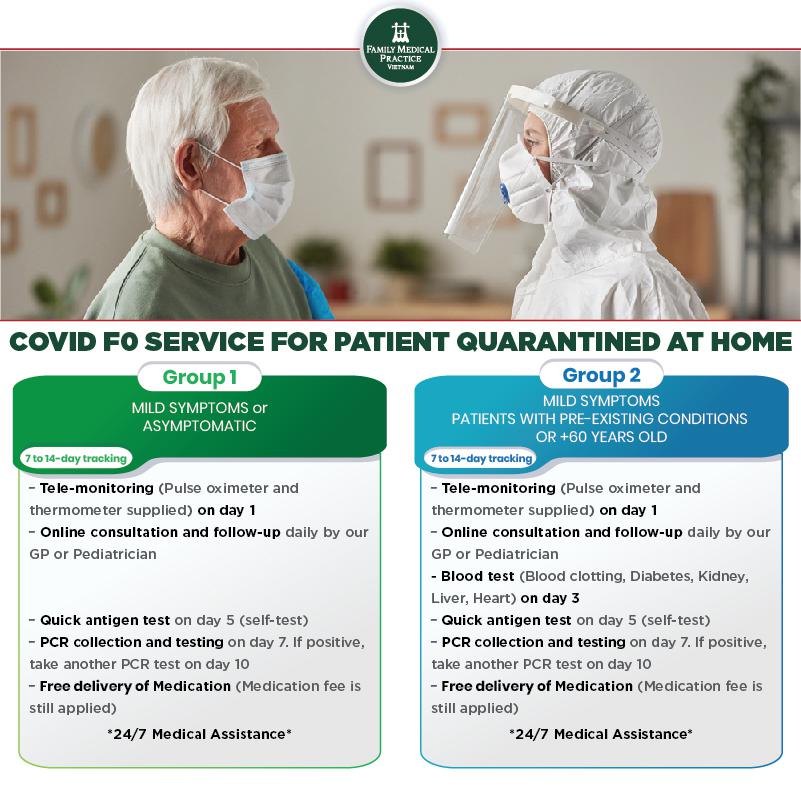 FAMILY MEDICAL
PRACTICE
VIETNAM
COVID F0 SERVICE FOR PATIENT QUARANTINED AT HOME
Group 1
MILD SYMPTOMS or
ASYMPTOMATIC
7 to 14-day tracking
– Tele-monitoring (Pulse oximeter and
thermometer supplied) on day 1
– Online consultation and follow-up daily by our
GP or Pediatrician
– Quick antigen test on day 5 (self-test)
– PCR collection and testing on day 7. If positive,
take another PCR test on day 10
– Free delivery of Medication (Medication fee is
still applied)
*24/7 Medical Assistance*
Group 2
MILD SYMPTOMS
PATIENTS WITH PRE-EXISTING CONDITIONS
OR +60 YEARS OLD
7 to 14-day tracking
– Tele-monitoring (Pulse oximeter and
thermometer supplied) on day 1
– Online consultation and follow-up daily by our
GP or Pediatrician
- Blood test (Blood clotting, Diabetes, Kidney,
Liver, Heart) on day 3
– Quick antigen test on day 5 (self-test)
– PCR collection and testing on day 7. If positive,
take another PCR test on day 10
– Free delivery of Medication (Medication fee is
still applied)
*24/7 Medical Assistance*